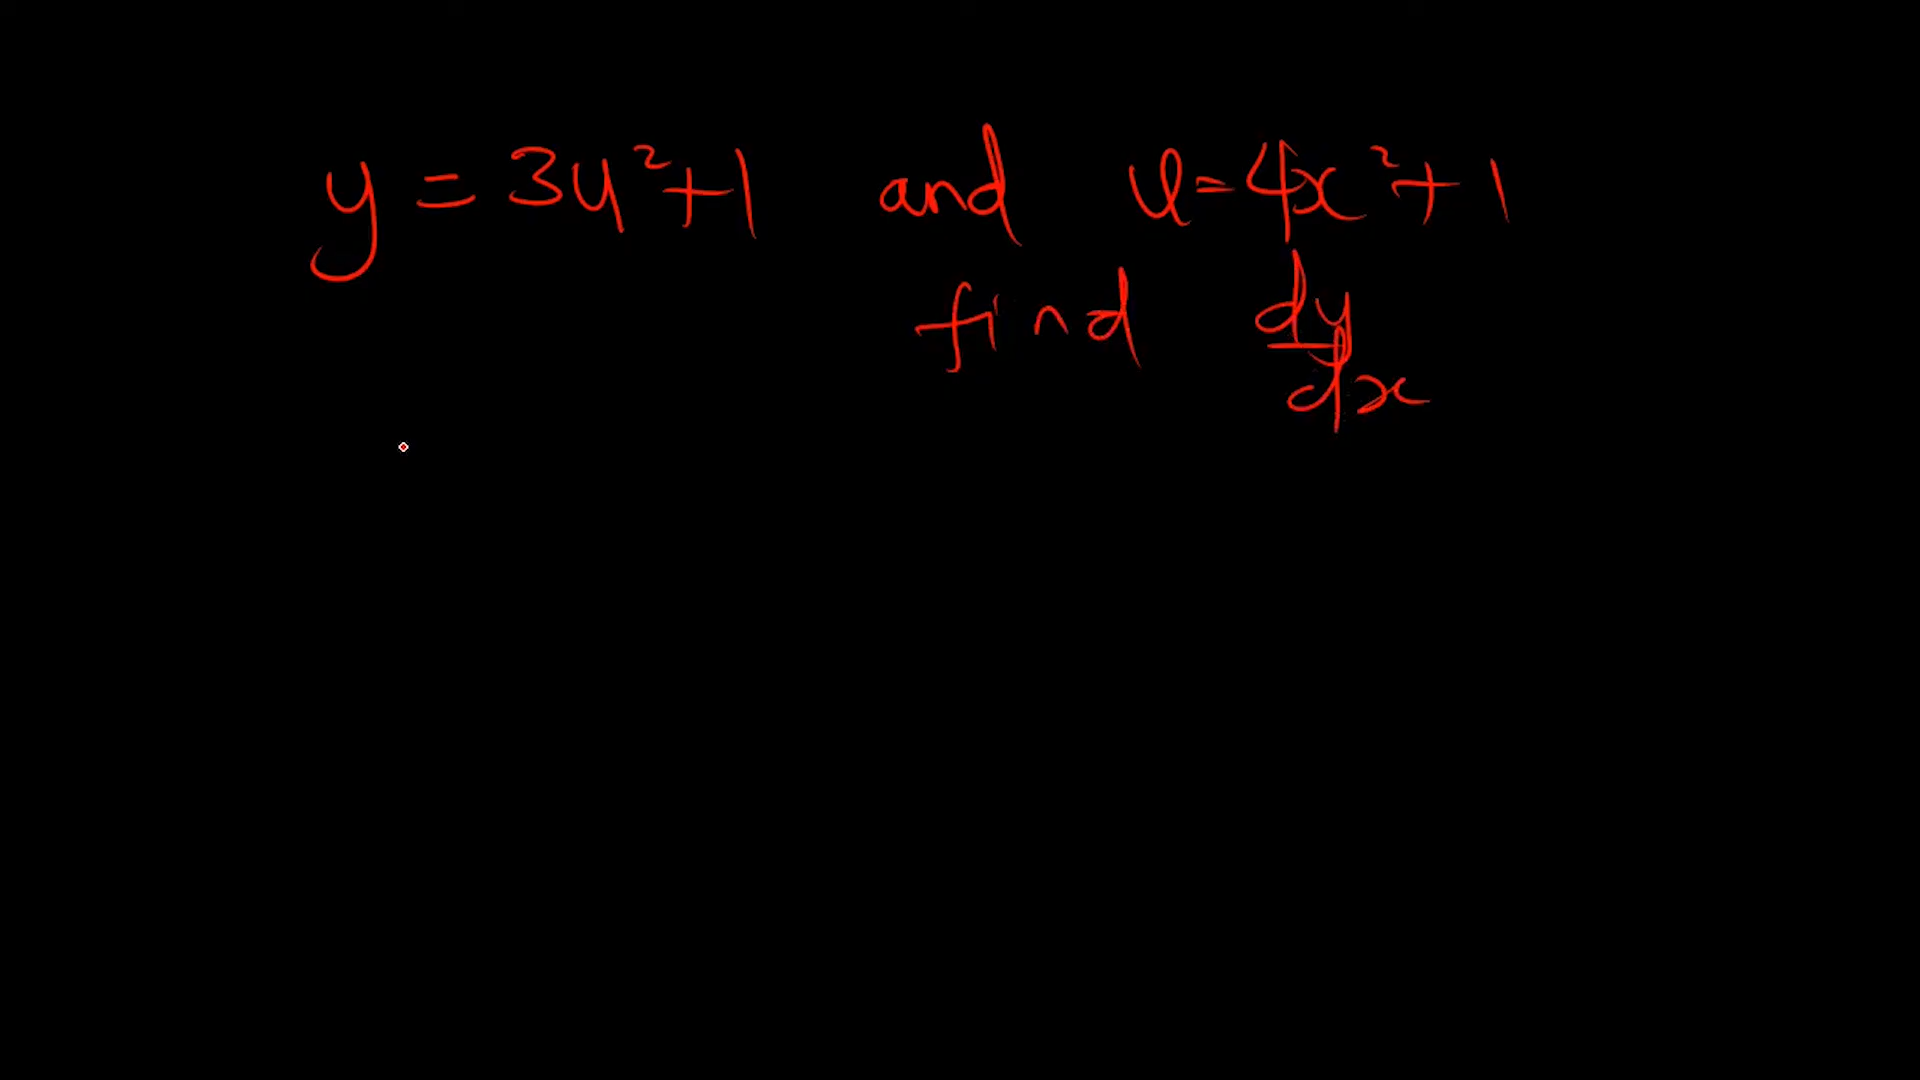 y = 3u²+1 and u=4x²+1
find dy/dx